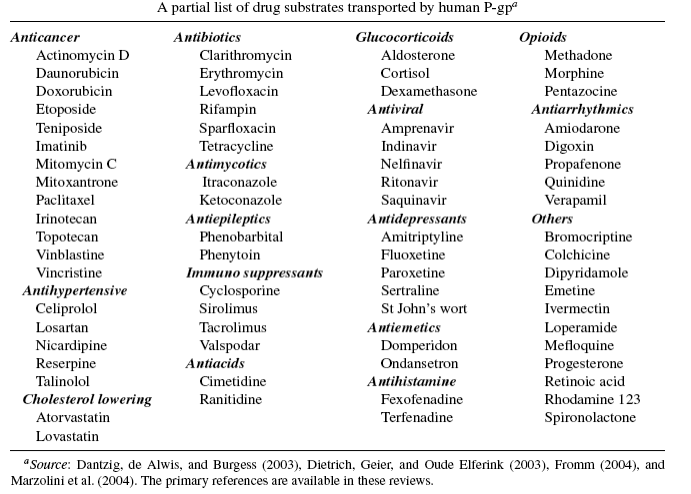 A partial list of drug substrates transported by human P-gpa
Anticancer
Actinomycin D
Daunorubicin
Doxorubicin
Etoposide
Teniposide
Imatinib
Mitomycin C
Mitoxantrone
Paclitaxel
Irinotecan
Topotecan
Vinblastine
Vincristine
Antihypertensive
Celiprolol
Losartan
Nicardipine
Reserpine
Talinolol
Cholesterol lowering
Atorvastatin
Lovastatin
Antibiotics
Clarithromycin
Erythromycin
Levofloxacin
Rifampin
Sparfloxacin
Tetracycline
Antimycotics
Itraconazole
Ketoconazole
Antiepileptics
Phenobarbital
Phenytoin
Immuno suppressants
Cyclosporine
Sirolimus
Tacrolimus
Valspodar
Antiacids
Cimetidine
Ranitidine
Glucocorticoids
Aldosterone
Cortisol
Dexamethasone
Antiviral
Amprenavir
Indinavir
Nelfinavir
Ritonavir
Saquinavir
Antidepressants
Amitriptyline
Fluoxetine
Paroxetine
Sertraline
St John's wort
Antiemetics
Domperidon
Ondansetron
Antihistamine
Fexofenadine
Terfenadine
Opioids
Methadone
Morphine
Pentazocine
Antiarrhythmics
Amiodarone
Digoxin
Propafenone
Quinidine
Verapamil
Others
Bromocriptine
Colchicine
Dipyridamole
Emetine
Ivermectin
Loperamide
Mefloquine
Progesterone
Retinoic acid
Rhodamine 123
Spironolactone
aSource: Dantzig, de Alwis, and Burgess (2003), Dietrich, Geier, and Oude Elferink (2003), Fromm (2004), and
Marzolini et al. (2004). The primary references are available in these reviews.